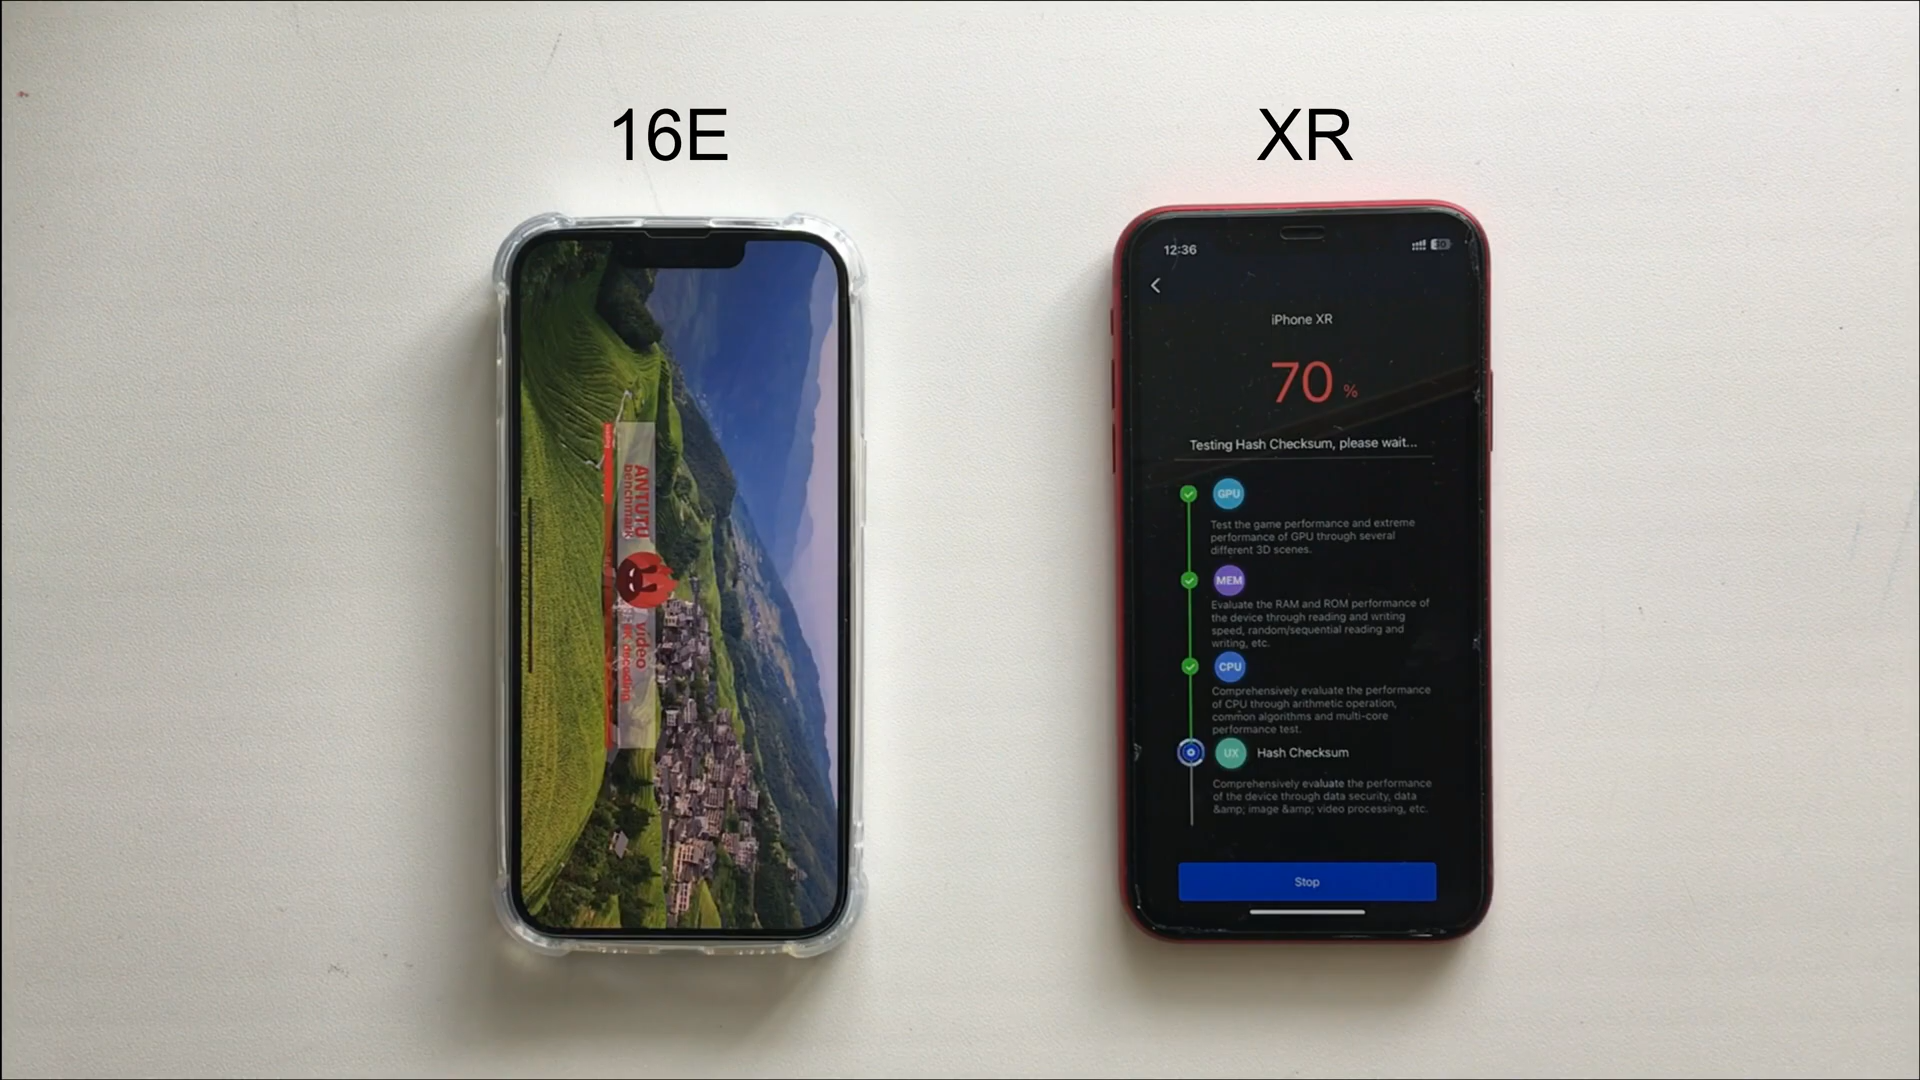 16E
XR
ANTUTU
benchmark
video
decoding
12:36
iPhone XR
70 %
Testing Hash Checksum, please wait...
GPU
Test the game performance and extreme
performance of GPU through several
different 3D scenes.
MEM
Evaluate the RAM and ROM performance of
the device through reading and writing
speed, random/sequential reading and
writing, etc.
CPU
Comprehensively evaluate the performance
of CPU through arithmetic operation,
common algorithms and multi-core
performance test.
UX Hash Checksum
Comprehensively evaluate the performance
of the device through data security, data
&amp; image &amp; video processing, etc.
Stop